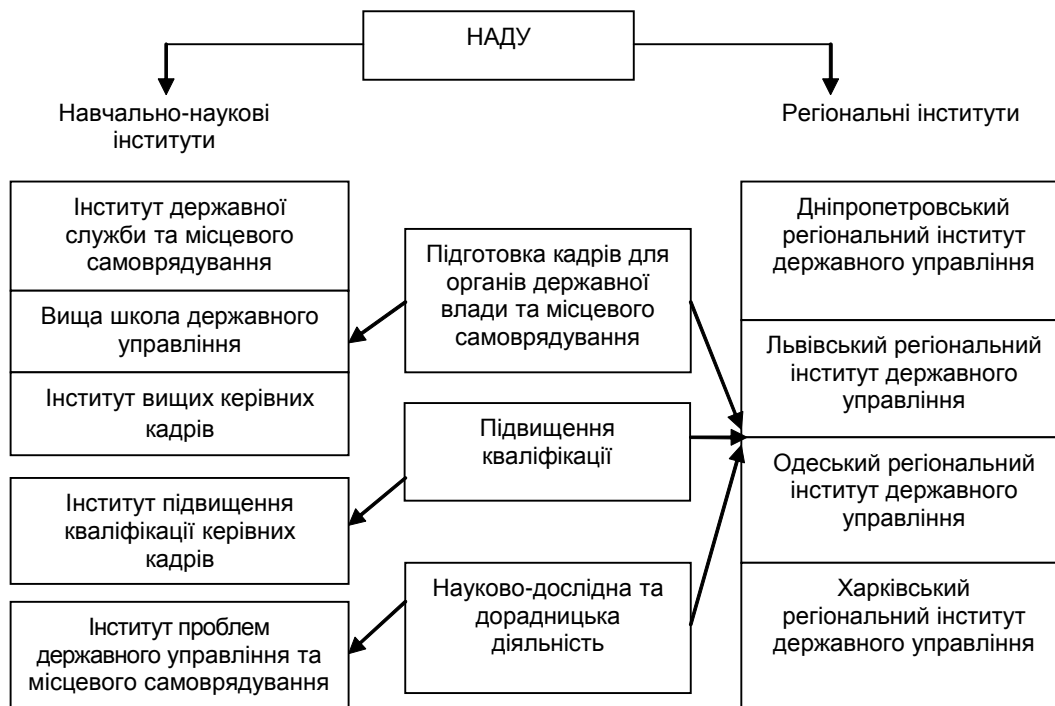 НАДУ
Навчально-наукові
інститути
Регіональні інститути
Інститут державної
служби та місцевого
самоврядування
Вища школа державного
управління
Інститут вищих керівних
кадрів
Інститут підвищення
кваліфікації керівних
кадрів
Інститут проблем
державного управління та
місцевого самоврядування
Підготовка кадрів для
органів державної
влади та місцевого
самоврядування
Підвищення
кваліфікації
Науково-дослідна та
дорадницька
діяльність
Дніпропетровський
регіональний інститут
державного управління
Львівський регіональний
інститут державного
управління
Одеський регіональний
інститут державного
управління
Харківський
регіональний інститут
державного управління